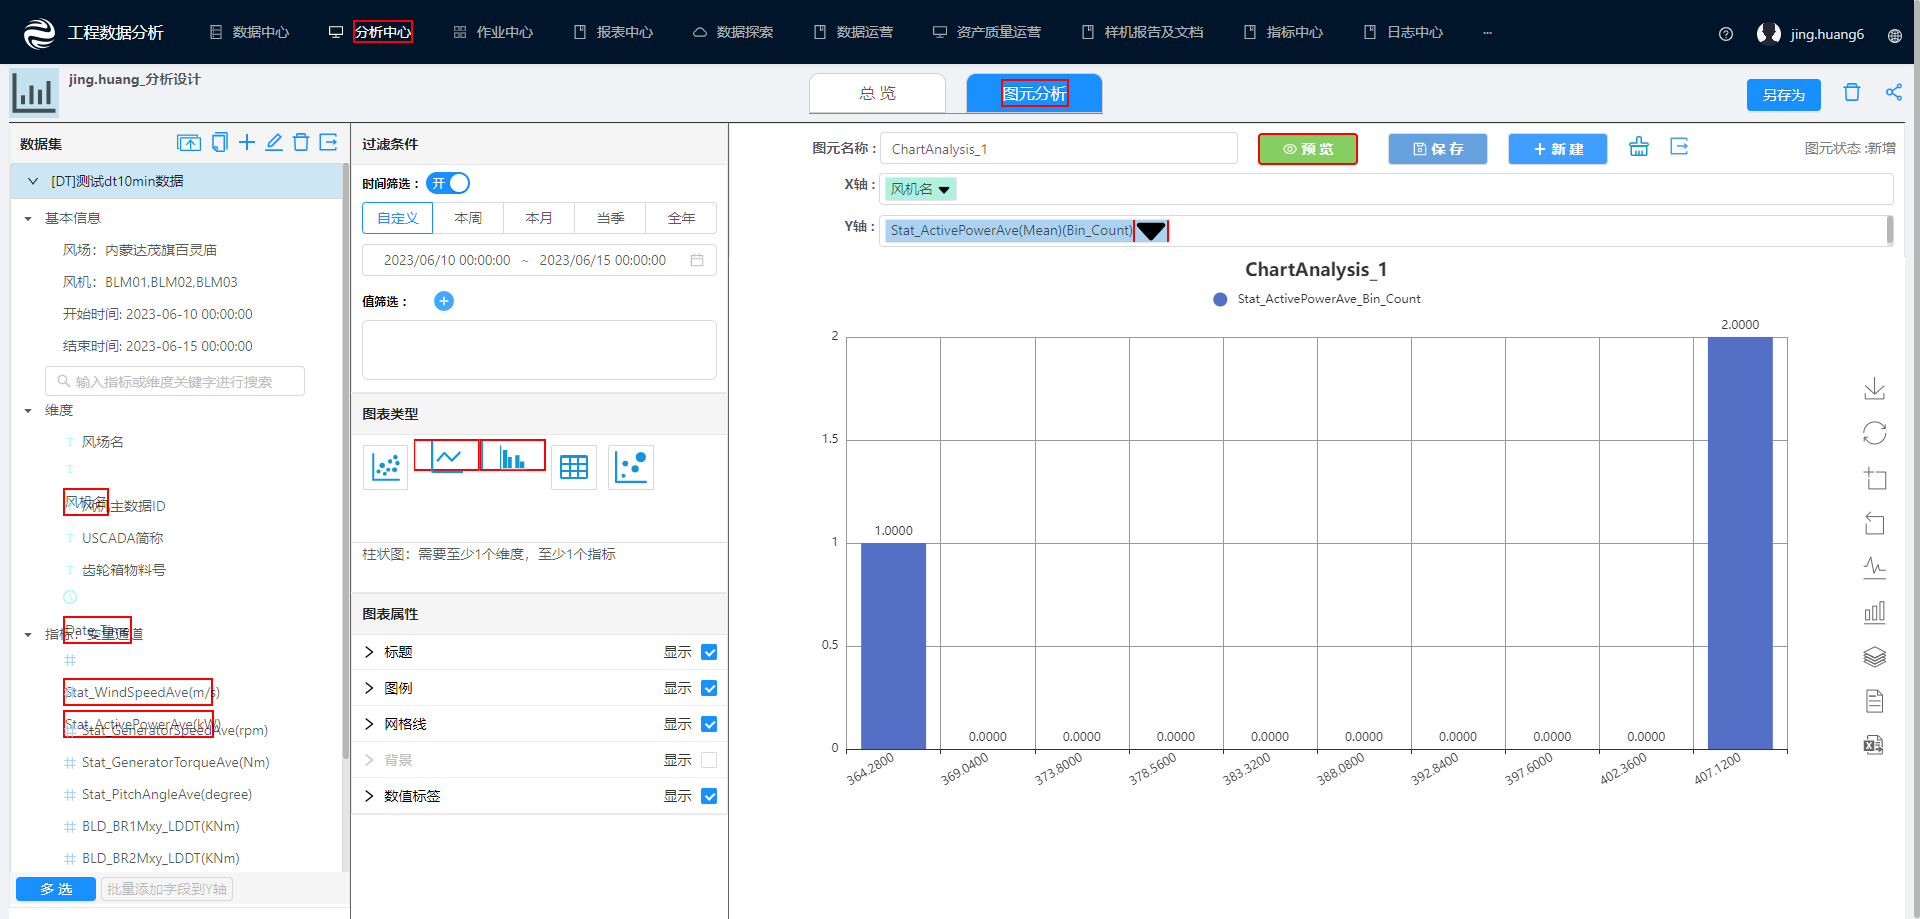 工程数据分析
数据中心
分析中心
作业中心
报表中心
数据探索
数据运营
资产质量运营
样机报告及文档
指标中心
日志中心
...
jing.huang6
jing.huang_分析设计
总 览
图元分析
另存为
数据集
[DT]测试dt10min数据
基本信息
风场：内蒙达茂旗百灵庙
风机：BLM01,BLM02,BLM03
开始时间: 2023-06-10 00:00:00
结束时间: 2023-06-15 00:00:00
输入指标或维度关键字进行搜索
维度
T 风场名
T
风机名
风机主数据ID
T USCADA简称
T 齿轮箱物料号
Date_Time
指标：变量通道
Stat_WindSpeedAve(m/s)
Stat_ActivePowerAve(kW)
Stat_GeneratorSpeedAve(rpm)
Stat_GeneratorTorqueAve(Nm)
Stat_PitchAngleAve(degree)
BLD_BR1Mxy_LDDT(KNm)
BLD_BR2Mxy_LDDT(KNm)
多 选
批量添加字段到Y轴
过滤条件
时间筛选：
开
自定义
本周
本月
当季
全年
2023/06/10 00:00:00 ~ 2023/06/15 00:00:00
值筛选：
图表类型
柱状图：需要至少1个维度，至少1个指标
图表属性
标题 显示
图例 显示
网格线 显示
背景 显示
数值标签 显示
图元名称：
ChartAnalysis_1
预 览
保 存
新 建
图元状态 :新增
X轴：
风机名
Y轴：
Stat_ActivePowerAve(Mean)(Bin_Count)
ChartAnalysis_1
Stat_ActivePowerAve_Bin_Count
2
1.5
1
0.5
0
1.0000
0.0000
0.0000
0.0000
0.0000
0.0000
0.0000
0.0000
0.0000
2.0000
364.2800
369.0400
373.8000
378.5600
383.3200
388.0800
392.8400
397.6000
402.3600
407.1200